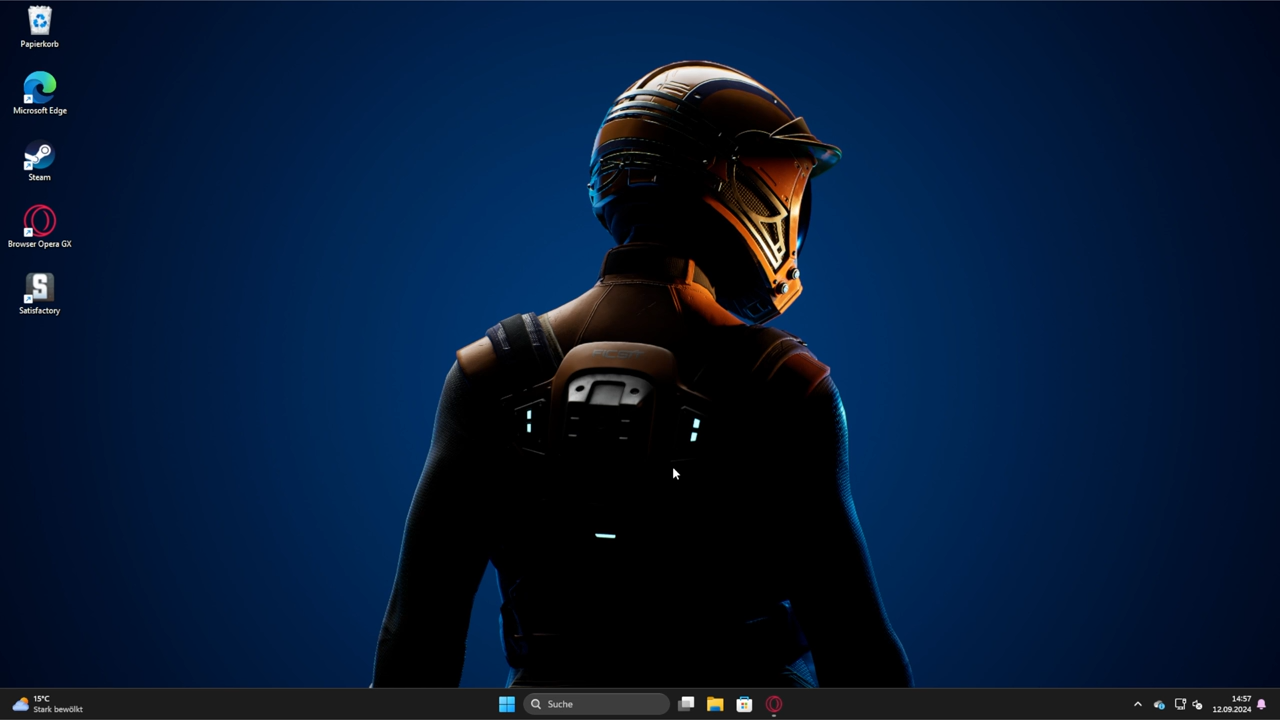 Papierkorb
Microsoft Edge
Steam
Browser Opera GX
Satisfactory
15°C
Stark bewölkt
Suche
14:57
12.09.2024